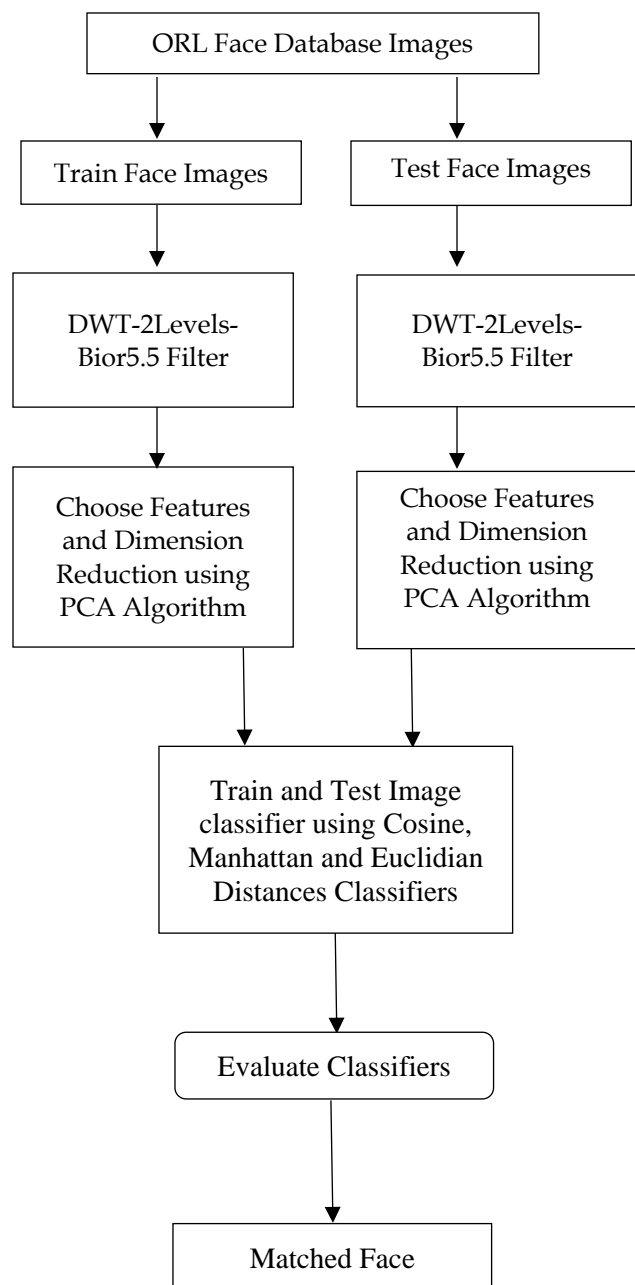 ORL Face Database Images
Train Face Images
Test Face Images
DWT-2Levels-
Bior5.5 Filter
DWT-2Levels-
Bior5.5 Filter
Choose Features
and Dimension
Reduction using
PCA Algorithm
Choose Features
and Dimension
Reduction using
PCA Algorithm
Train and Test Image
classifier using Cosine,
Manhattan and Euclidian
Distances Classifiers
Evaluate Classifiers
Matched Face